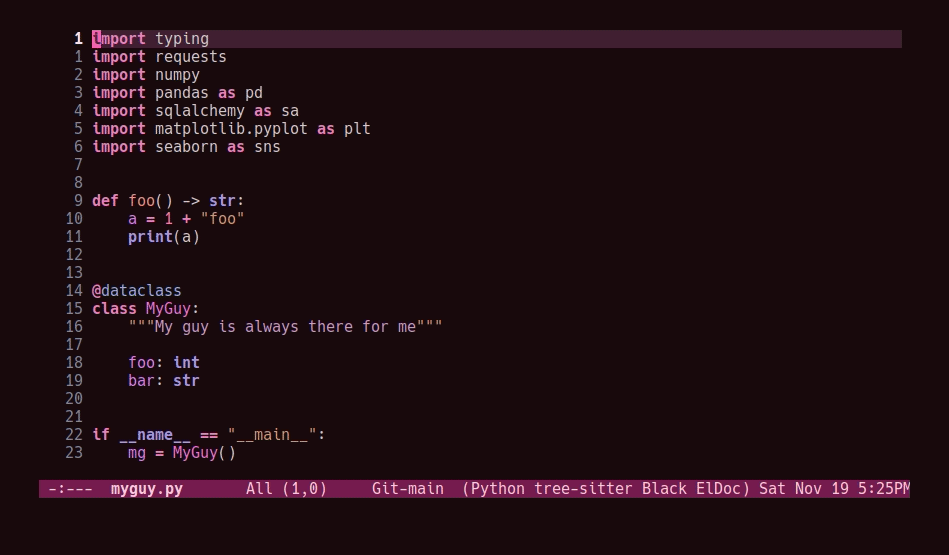 1 import typing
1 import requests
2 import numpy
3 import pandas as pd
4 import sqlalchemy as sa
5 import matplotlib.pyplot as plt
6 import seaborn as sns
7
8
9 def foo() -> str:
10     a = 1 + "foo"
11     print(a)
12
13
14 @dataclass
15 class MyGuy:
16     """My guy is always there for me"""
17
18     foo: int
19     bar: str
20
21
22 if __name__ == "__main__":
23     mg = MyGuy()
-:---  myguy.py       All (1,0)     Git-main  (Python tree-sitter Black ElDoc) Sat Nov 19 5:25PM